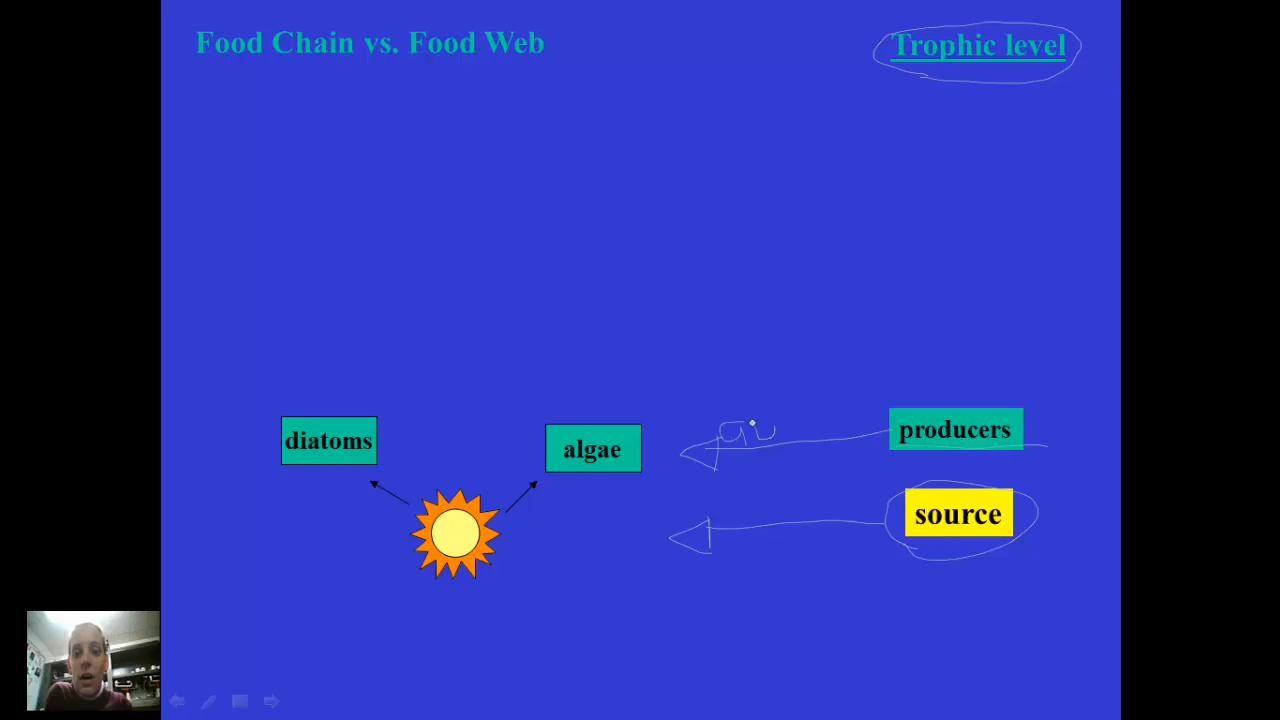 Food Chain vs. Food Web
Trophic level
diatoms
algae
producers
source